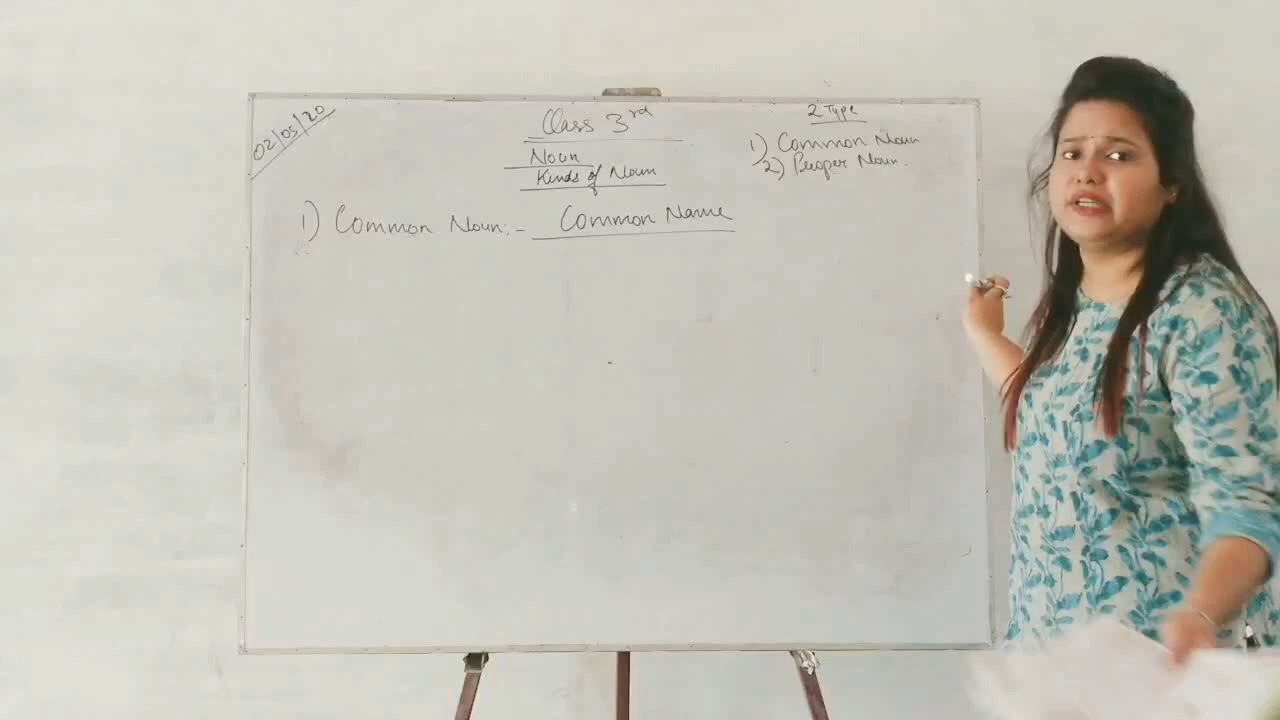 02/05/20
Class 3rd
Noun
Kinds of Noun
2 Type
1) Common Noun
2) Proper Noun.
1) Common Noun:- Common Name